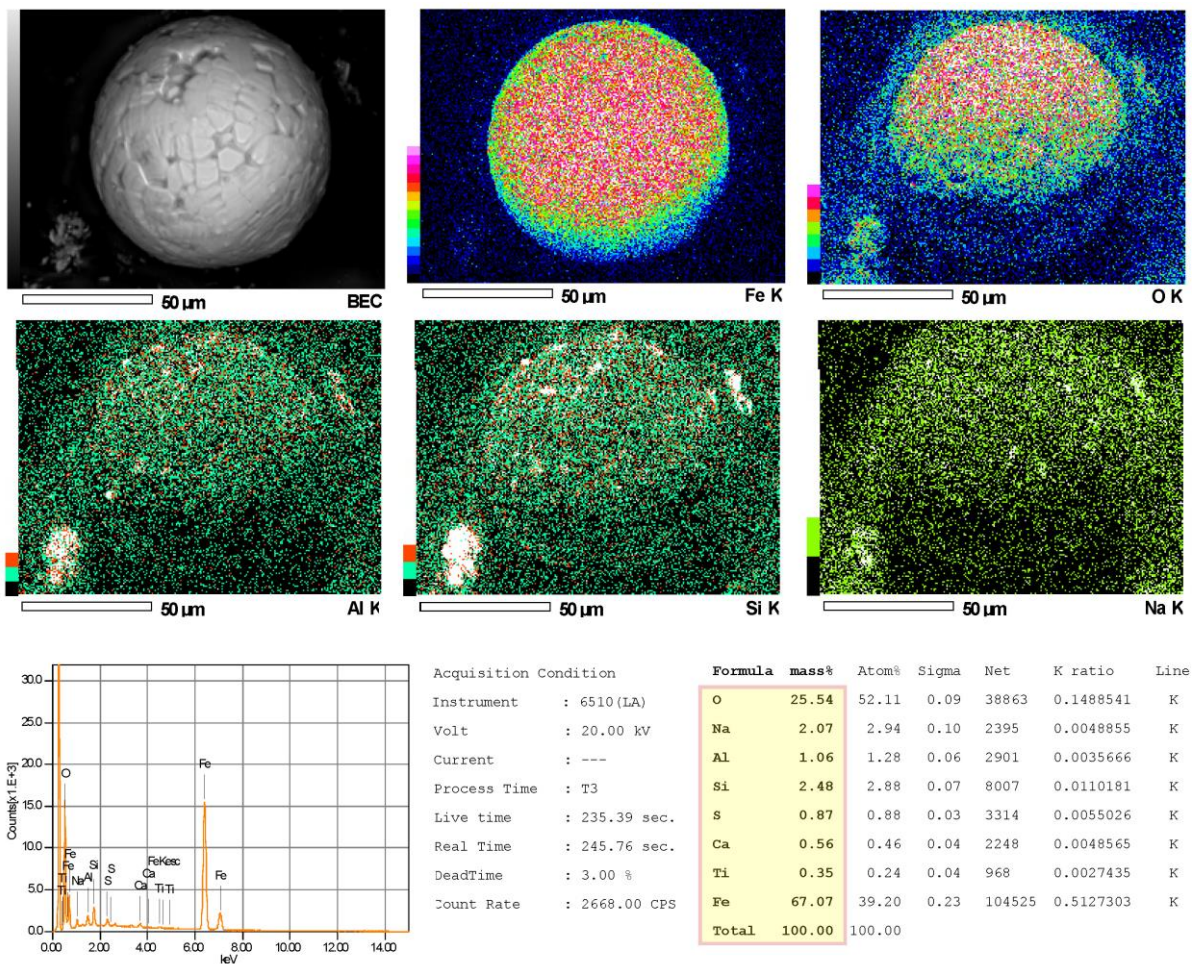 50 µm BEC
50 µm Fe K
50 µm O K
50 µm Al K
50 µm Si K
50 µm Na K
Counts[x1.E+3]
30.0
25.0
20.0
15.0
10.0
5.0
0.0
O
Fe
Fe
Ti
Ti
Na
Al
Si
S
S
Ca
Ca
FeKesc
Ti
Ti
Fe
Fe
0.00 2.00 4.00 6.00 8.00 10.00 12.00 14.00
keV
Acquisition Condition
Instrument : 6510(LA)
Volt : 20.00 kV
Current : ---
Process Time : T3
Live time : 235.39 sec.
Real Time : 245.76 sec.
DeadTime : 3.00 %
Count Rate : 2668.00 CPS
Formula mass% Atom% Sigma Net K ratio Line
O 25.54 52.11 0.09 38863 0.1488541 K
Na 2.07 2.94 0.10 2395 0.0048855 K
Al 1.06 1.28 0.06 2901 0.0035666 K
Si 2.48 2.88 0.07 8007 0.0110181 K
S 0.87 0.88 0.03 3314 0.0055026 K
Ca 0.56 0.46 0.04 2248 0.0048565 K
Ti 0.35 0.24 0.04 968 0.0027435 K
Fe 67.07 39.20 0.23 104525 0.5127303 K
Total 100.00 100.00